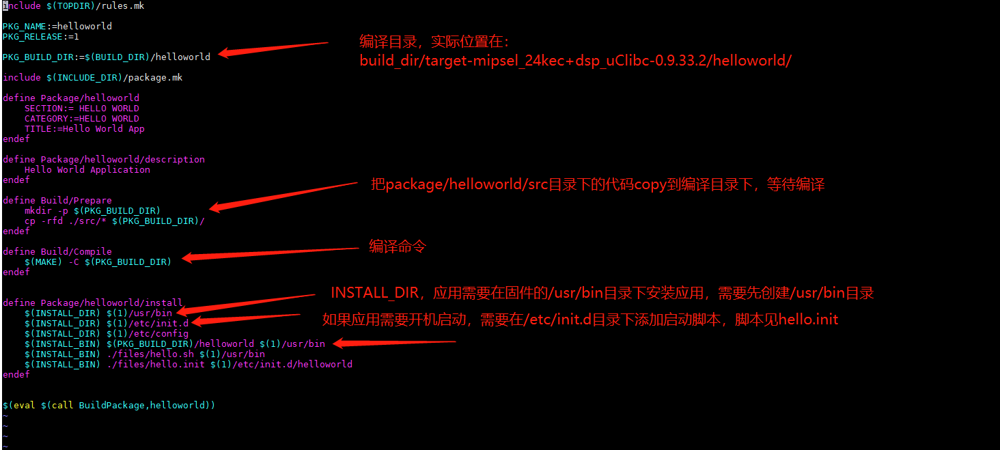 include $(TOPDIR)/rules.mk
PKG_NAME:=helloworld
PKG_RELEASE:=1
编译目录，实际位置在：
build_dir/target-mipsel_24kec+dsp_uClibc-0.9.33.2/helloworld/
PKG_BUILD_DIR:=$(BUILD_DIR)/helloworld
include $(INCLUDE_DIR)/package.mk
define Package/helloworld
SECTION:= HELLO WORLD
CATEGORY:=HELLO WORLD
TITLE:=Hello World App
endef
define Package/helloworld/description
Hello World Application
endef
把package/helloworld/src目录下的代码copy到编译目录下，等待编译
define Build/Prepare
mkdir -p $(PKG_BUILD_DIR)
cp -rfd ./src/* $(PKG_BUILD_DIR)/
endef
编译命令
define Build/Compile
$(MAKE) -C $(PKG_BUILD_DIR)
endef
INSTALL_DIR，应用需要在固件的/usr/bin目录下安装应用，需要先创建/usr/bin目录
define Package/helloworld/install
$(INSTALL_DIR) $(1)/usr/bin
如果应用需要开机启动，需要在/etc/init.d目录下添加启动脚本，脚本见hello.init
$(INSTALL_DIR) $(1)/etc/init.d
$(INSTALL_DIR) $(1)/etc/config
$(INSTALL_BIN) $(PKG_BUILD_DIR)/helloworld $(1)/usr/bin
$(INSTALL_BIN) ./files/hello.sh $(1)/usr/bin
$(INSTALL_BIN) ./files/hello.init $(1)/etc/init.d/helloworld
endef
$(eval $(call BuildPackage,helloworld))
~
~
~
~